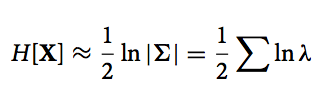 H[X] ≈ 1/2 ln |Σ| = 1/2 ∑ ln λ